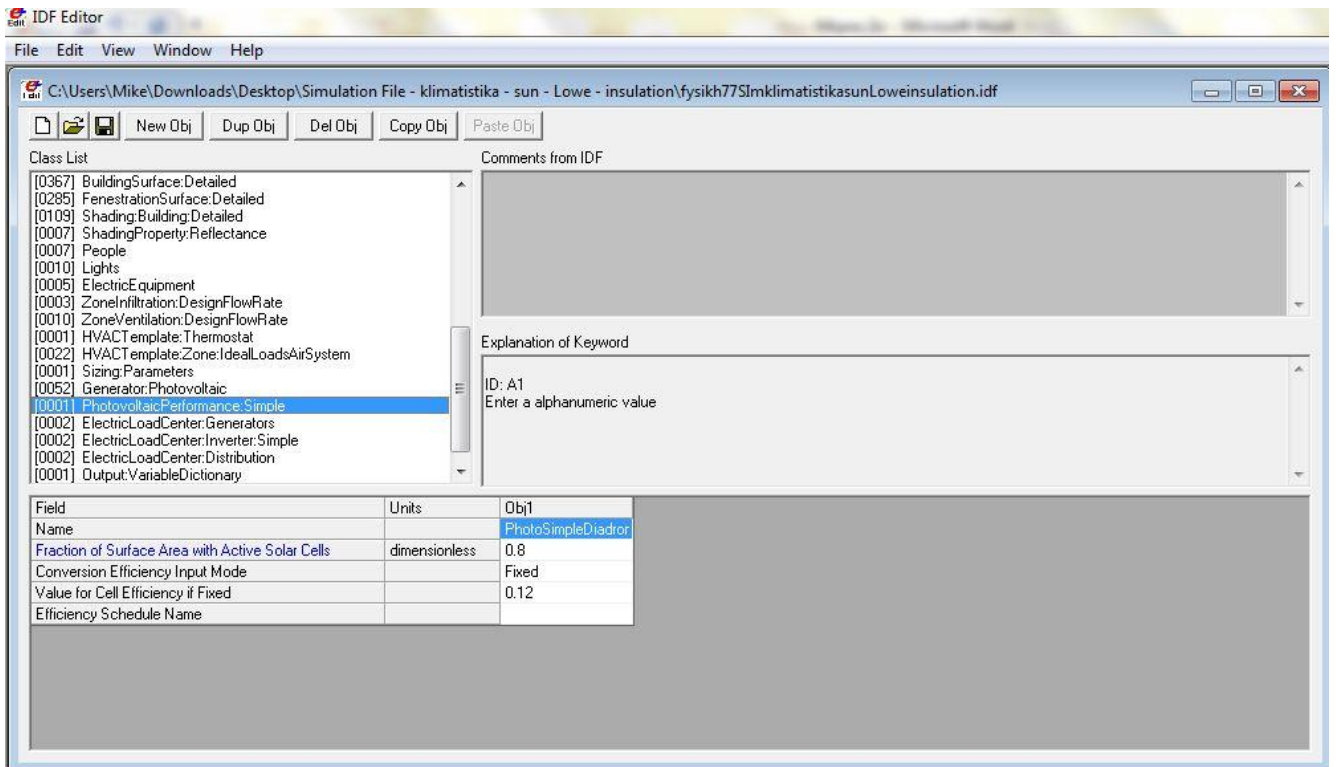 IDF Editor
File Edit View Window Help
C:\Users\Mike\Downloads\Desktop\Simulation File - klimatistika - sun - Lowe - insulation\fysikh77SImklimatistikasunLoweinsulation.idf
New Obj Dup Obj Del Obj Copy Obj Paste Obj
Class List
[0367] BuildingSurface:Detailed
[0285] FenestrationSurface:Detailed
[0109] Shading:Building:Detailed
[0007] ShadingProperty:Reflectance
[0007] People
[0010] Lights
[0005] ElectricEquipment
[0003] ZoneInfiltration:DesignFlowRate
[0010] ZoneVentilation:DesignFlowRate
[0001] HVACTemplate:Thermostat
[0022] HVACTemplate:Zone:IdealLoadsAirSystem
[0001] Sizing:Parameters
[0052] Generator:Photovoltaic
[0001] PhotovoltaicPerformance:Simple
[0002] ElectricLoadCenter:Generators
[0002] ElectricLoadCenter:Inverter:Simple
[0002] ElectricLoadCenter:Distribution
[0001] Output:VariableDictionary
Comments from IDF
Explanation of Keyword
ID: A1
Enter a alphanumeric value
Field Units Obj1
Name PhotoSimpleDiadror
Fraction of Surface Area with Active Solar Cells dimensionless 0.8
Conversion Efficiency Input Mode Fixed
Value for Cell Efficiency if Fixed 0.12
Efficiency Schedule Name